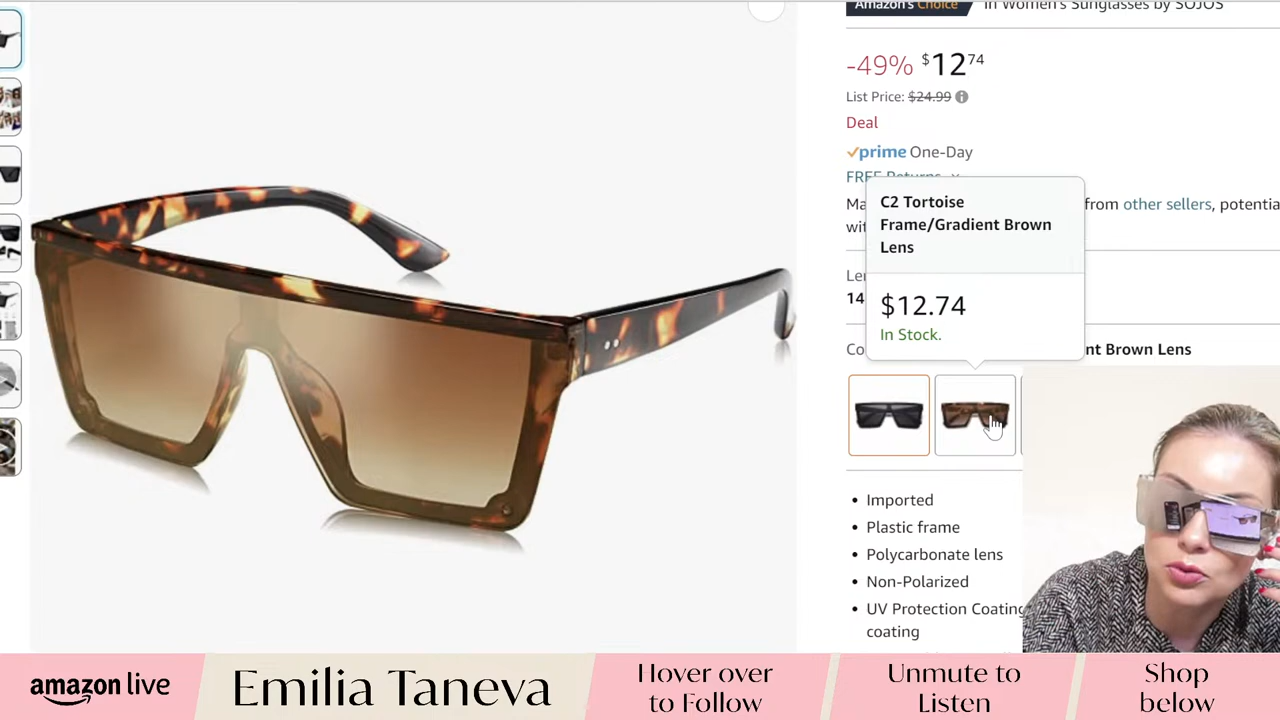 Amazon's Choice in Women's Sunglasses by SOJOS
-49% $12 74
List Price: $24.99
Deal
prime One-Day
FREE Returns
C2 Tortoise
Frame/Gradient Brown
Lens
from other sellers, potentia
$12.74
In Stock.
14
nt Brown Lens
Imported
Plastic frame
Polycarbonate lens
Non-Polarized
UV Protection Coating
coating
amazon live
Emilia Taneva
Hover over
to Follow
Unmute to
Listen
Shop
below